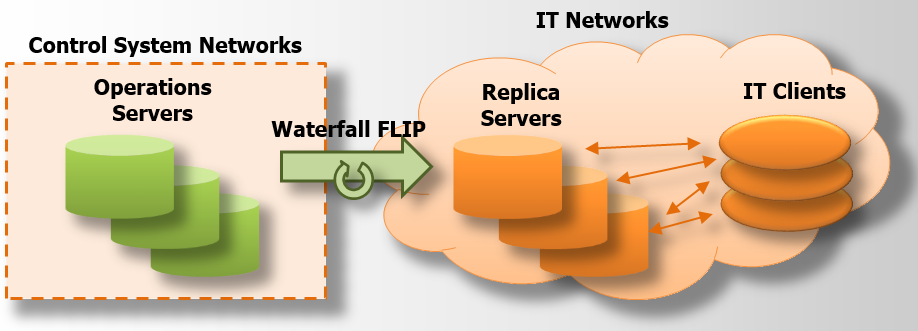 IT Networks
Control System Networks
Operations
Servers
Waterfall FLIP
Replica
Servers
IT Clients